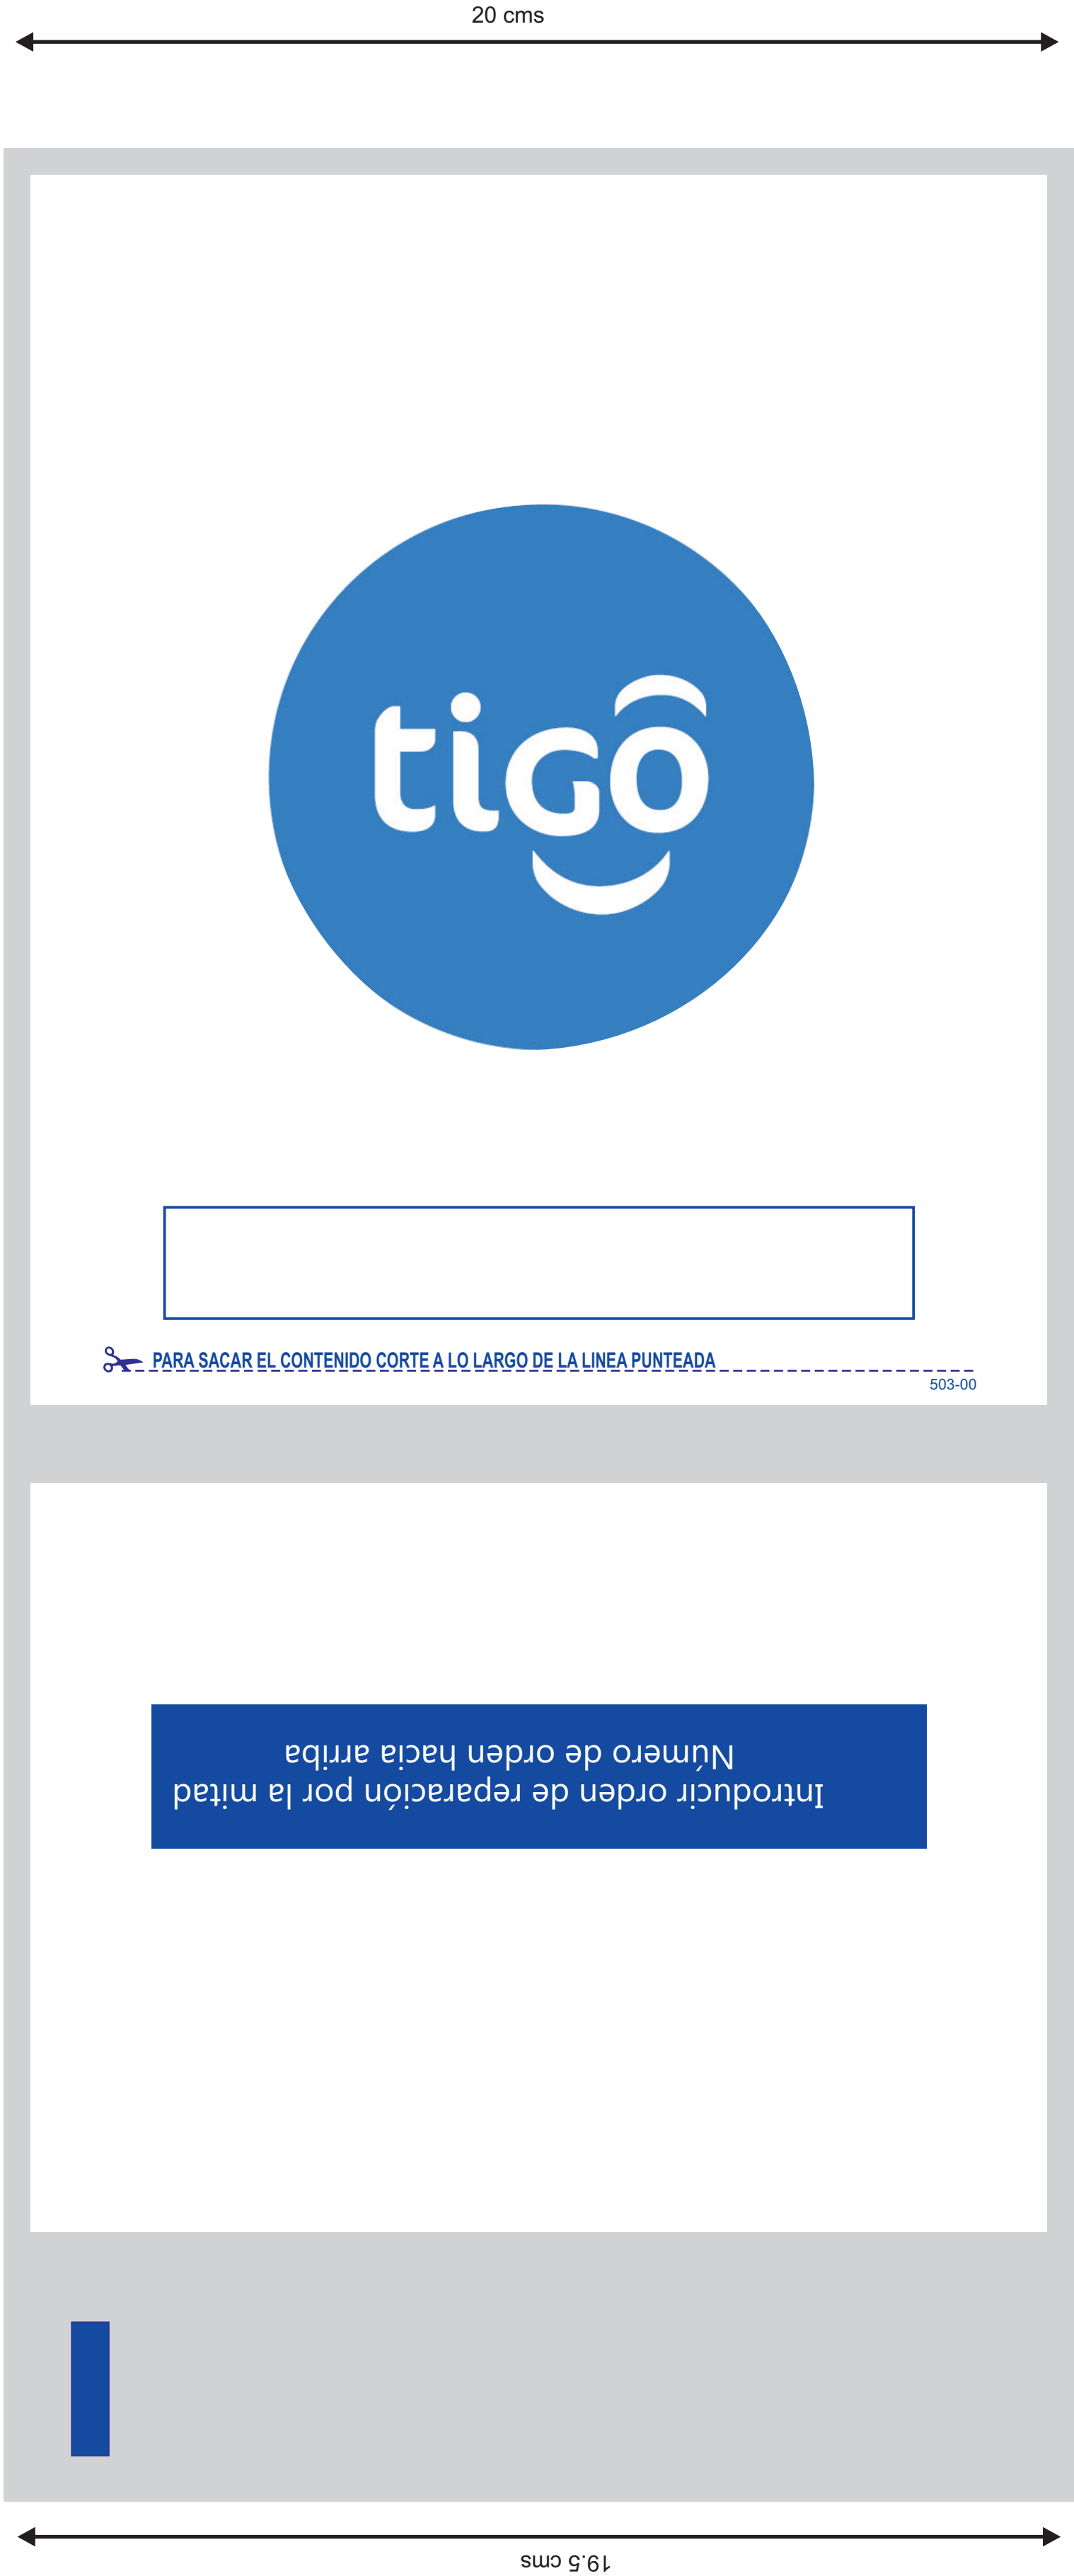 20 cms
tigô
PARA SACAR EL CONTENIDO CORTE A LO LARGO DE LA LINEA PUNTEADA
503-00
Introducir orden de reparación por la mitad
Número de orden hacia arriba
19.5 cms